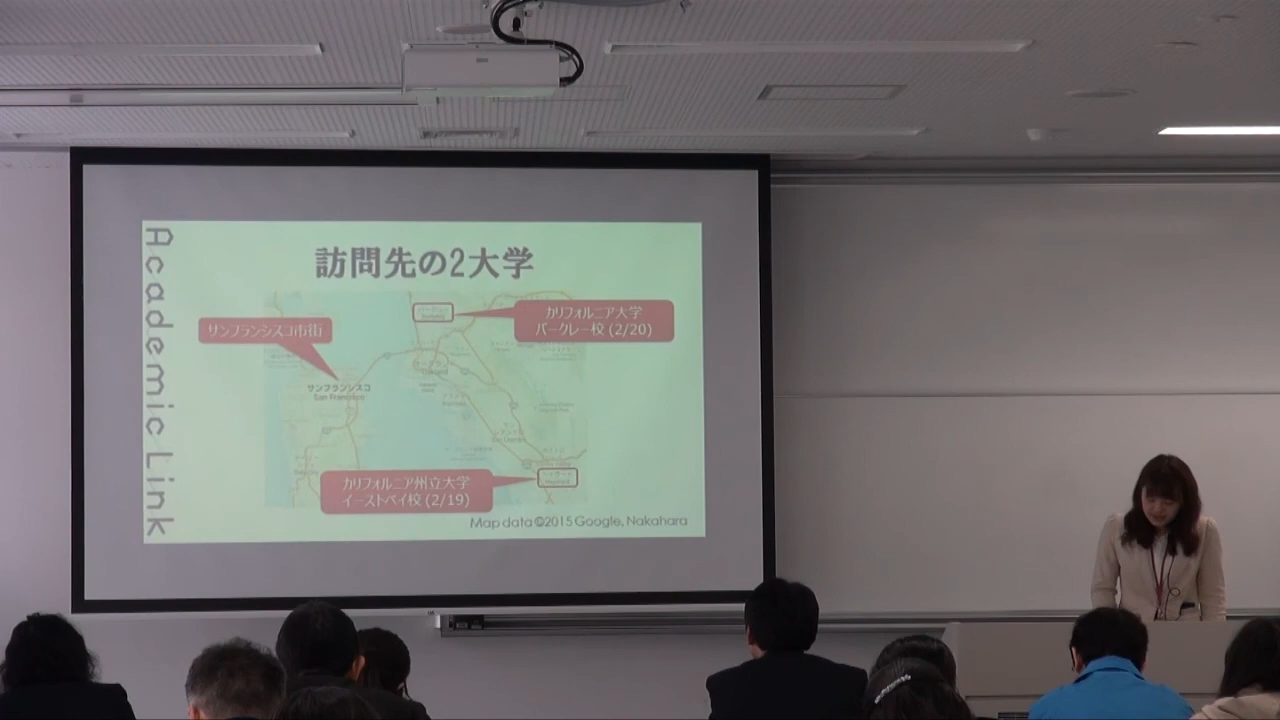 Academic Link
訪問先の2大学
サンフランシスコ市街
カリフォルニア大学
バークレー校 (2/20)
サンフランシスコ
San Francisco
カリフォルニア州立大学
イーストベイ校 (2/19)
Map data ©2015 Google, Nakahara